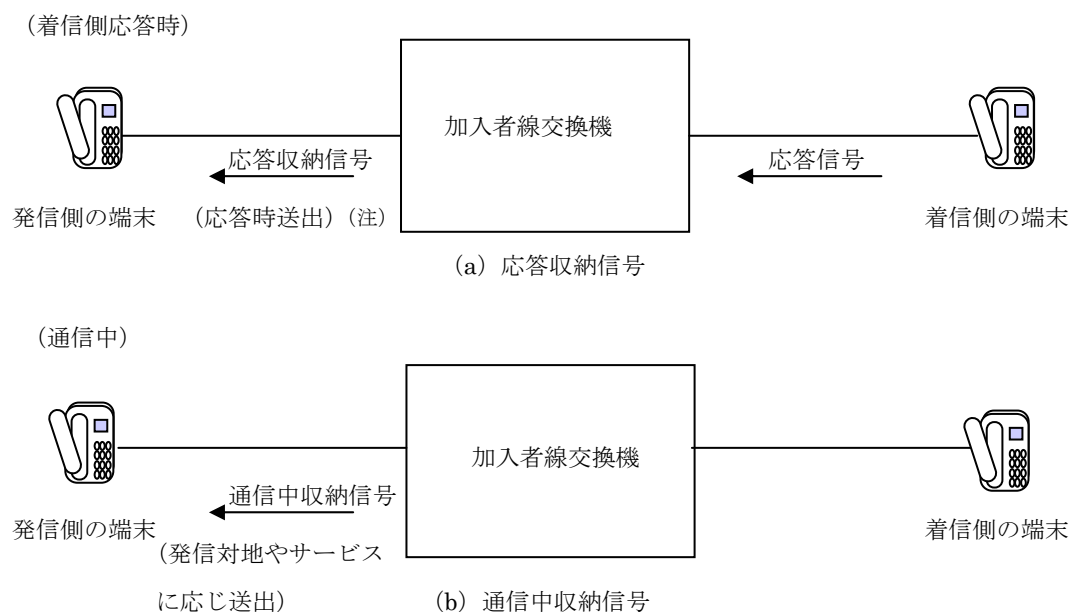 （着信側応答時）
加入者線交換機
応答収納信号
応答信号
発信側の端末
（応答時送出）（注）
着信側の端末
（a）応答収納信号
（通信中）
加入者線交換機
通信中収納信号
発信側の端末
着信側の端末
（発信対地やサービス
に応じ送出）
（b）通信中収納信号